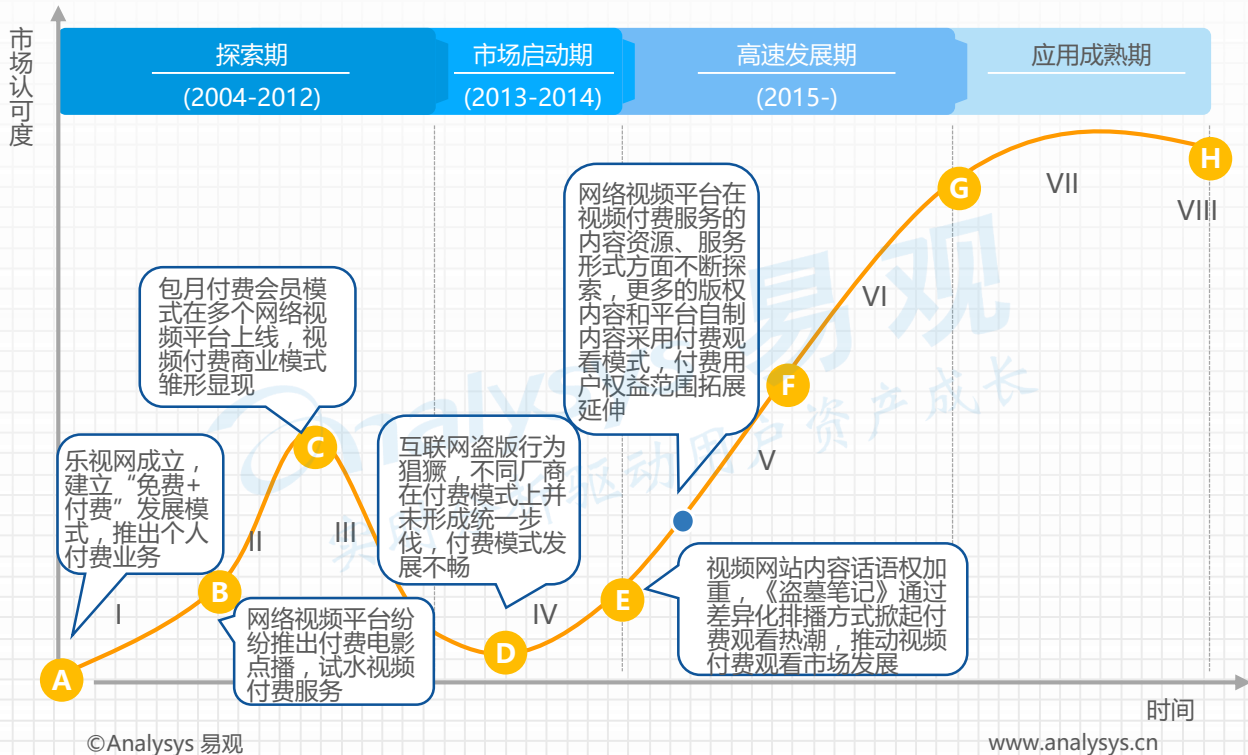 市场认可度
探索期
(2004-2012)
市场启动期
(2013-2014)
高速发展期
(2015-)
应用成熟期
H
G
VII
VIII
网络视频平台在
视频付费服务的
内容资源、服务
形式方面不断探
索，更多的版权
内容和平台自制
内容采用付费观
看模式，付费用
户权益范围拓展
延伸
包月付费会员模
式在多个网络视
频平台上线，视
频付费商业模式
雏形显现
VI
F
C
乐视网成立，
建立“免费+
付费”发展模
式，推出个人
付费业务
互联网盗版行为
猖獗，不同厂商
在付费模式上并
未形成统一步
伐，付费模式发
展不畅
V
II
III
B
E
I
IV
视频网站内容话语权加
重，《盗墓笔记》通过
差异化排播方式掀起付
费观看热潮，推动视频
付费观看市场发展
网络视频平台纷
纷推出付费电影
点播，试水视频
付费服务
D
A
时间
Analysys 易观
驱动用户资产成长
©Analysys 易观
www.analysys.cn